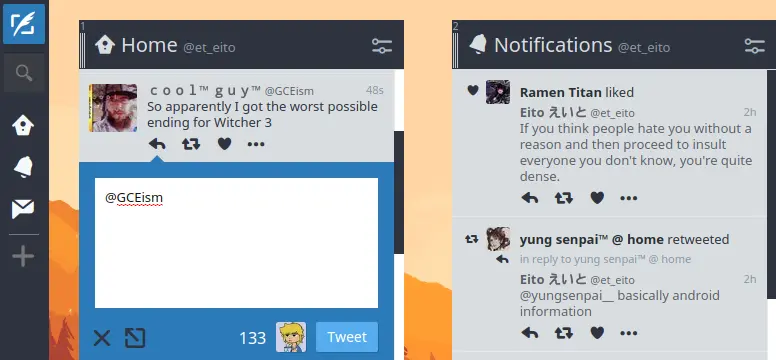 1
Home @et_eito
ｃｏｏｌ™ ｇｕｙ™ @GCEism 48s
So apparently I got the worst possible
ending for Witcher 3
@GCEism
133 Tweet
2
Notifications @et_eito
Ramen Titan liked
Eito えいと @et_eito 2h
If you think people hate you without a
reason and then proceed to insult
everyone you don't know, you're quite
dense.
yung senpai™ @ home retweeted
in reply to yung senpai™ @ home
Eito えいと @et_eito 2h
@yungsenpai__ basically android
information